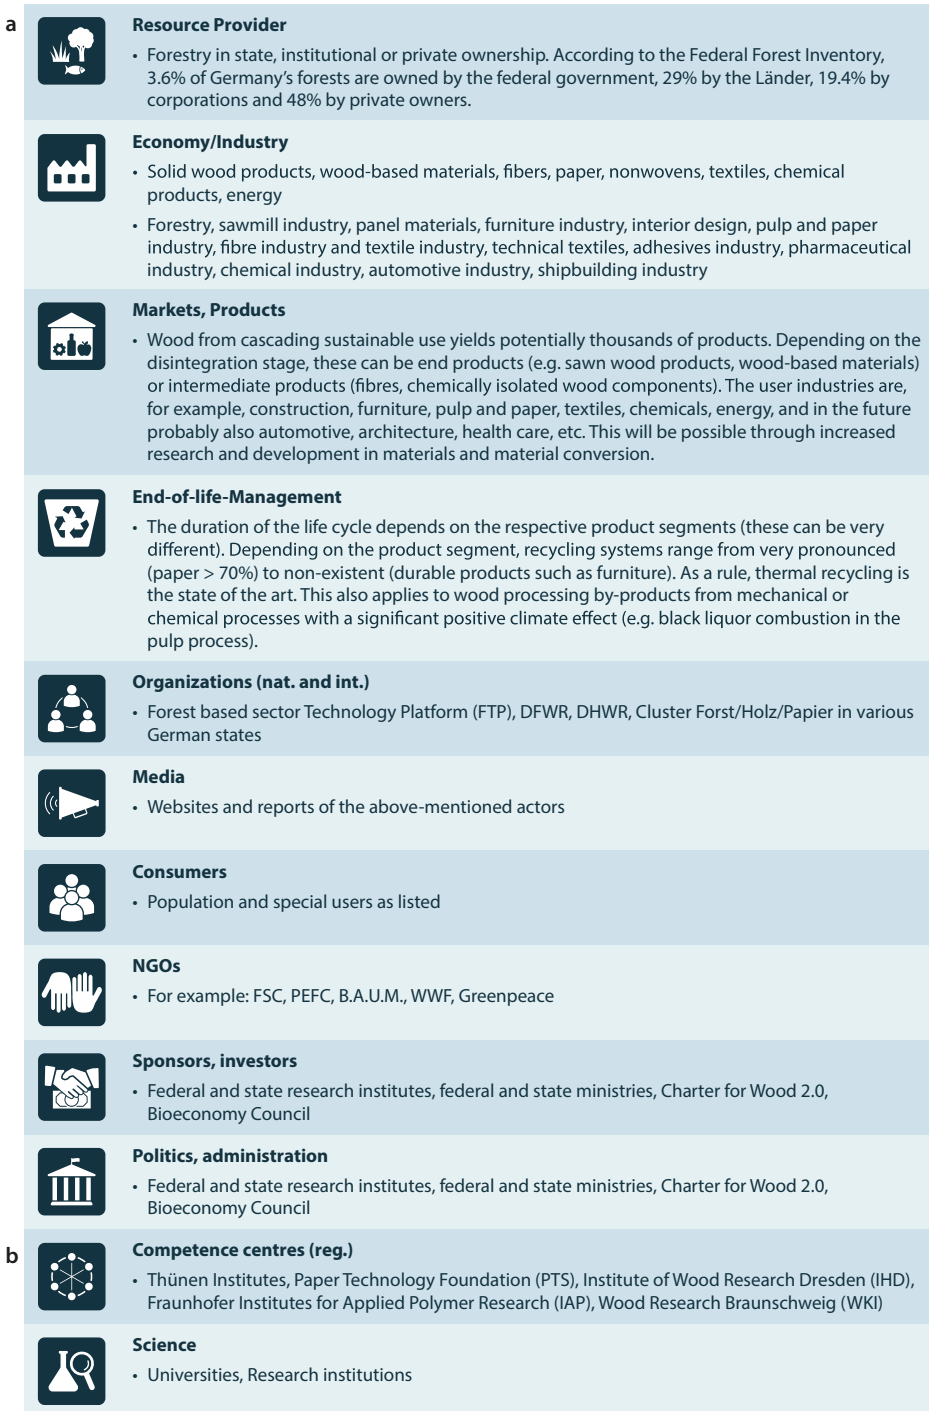 a
Resource Provider
• Forestry in state, institutional or private ownership. According to the Federal Forest Inventory,
3.6% of Germany's forests are owned by the federal government, 29% by the Länder, 19.4% by
corporations and 48% by private owners.
Economy/Industry
• Solid wood products, wood-based materials, fibers, paper, nonwovens, textiles, chemical
products, energy
• Forestry, sawmill industry, panel materials, furniture industry, interior design, pulp and paper
industry, fibre industry and textile industry, technical textiles, adhesives industry, pharmaceutical
industry, chemical industry, automotive industry, shipbuilding industry
Markets, Products
• Wood from cascading sustainable use yields potentially thousands of products. Depending on the
disintegration stage, these can be end products (e.g. sawn wood products, wood-based materials)
or intermediate products (fibres, chemically isolated wood components). The user industries are,
for example, construction, furniture, pulp and paper, textiles, chemicals, energy, and in the future
probably also automotive, architecture, health care, etc. This will be possible through increased
research and development in materials and material conversion.
End-of-life-Management
• The duration of the life cycle depends on the respective product segments (these can be very
different). Depending on the product segment, recycling systems range from very pronounced
(paper > 70%) to non-existent (durable products such as furniture). As a rule, thermal recycling is
the state of the art. This also applies to wood processing by-products from mechanical or
chemical processes with a significant positive climate effect (e.g. black liquor combustion in the
pulp process).
Organizations (nat. and int.)
• Forest based sector Technology Platform (FTP), DFWR, DHWR, Cluster Forst/Holz/Papier in various
German states
Media
• Websites and reports of the above-mentioned actors
Consumers
• Population and special users as listed
NGOs
• For example: FSC, PEFC, B.A.U.M., WWF, Greenpeace
Sponsors, investors
• Federal and state research institutes, federal and state ministries, Charter for Wood 2.0,
Bioeconomy Council
Politics, administration
• Federal and state research institutes, federal and state ministries, Charter for Wood 2.0,
Bioeconomy Council
b
Competence centres (reg.)
• Thünen Institutes, Paper Technology Foundation (PTS), Institute of Wood Research Dresden (IHD),
Fraunhofer Institutes for Applied Polymer Research (IAP), Wood Research Braunschweig (WKI)
Science
• Universities, Research institutions